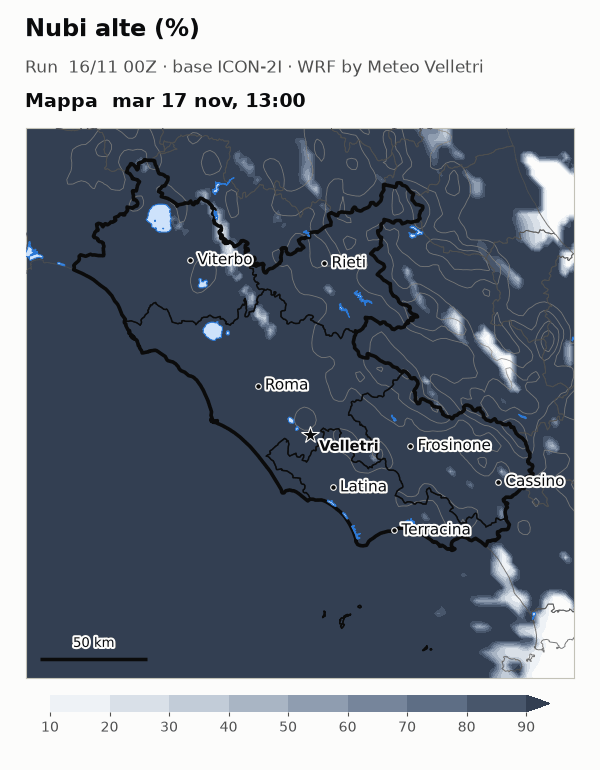 Nubi alte (%)
Run  16/11 00Z · base ICON-2I · WRF by Meteo Velletri
Mappa  mar 17 nov, 13:00
Viterbo
Rieti
Roma
Velletri
Frosinone
Cassino
Latina
Terracina
50 km
10 20 30 40 50 60 70 80 90